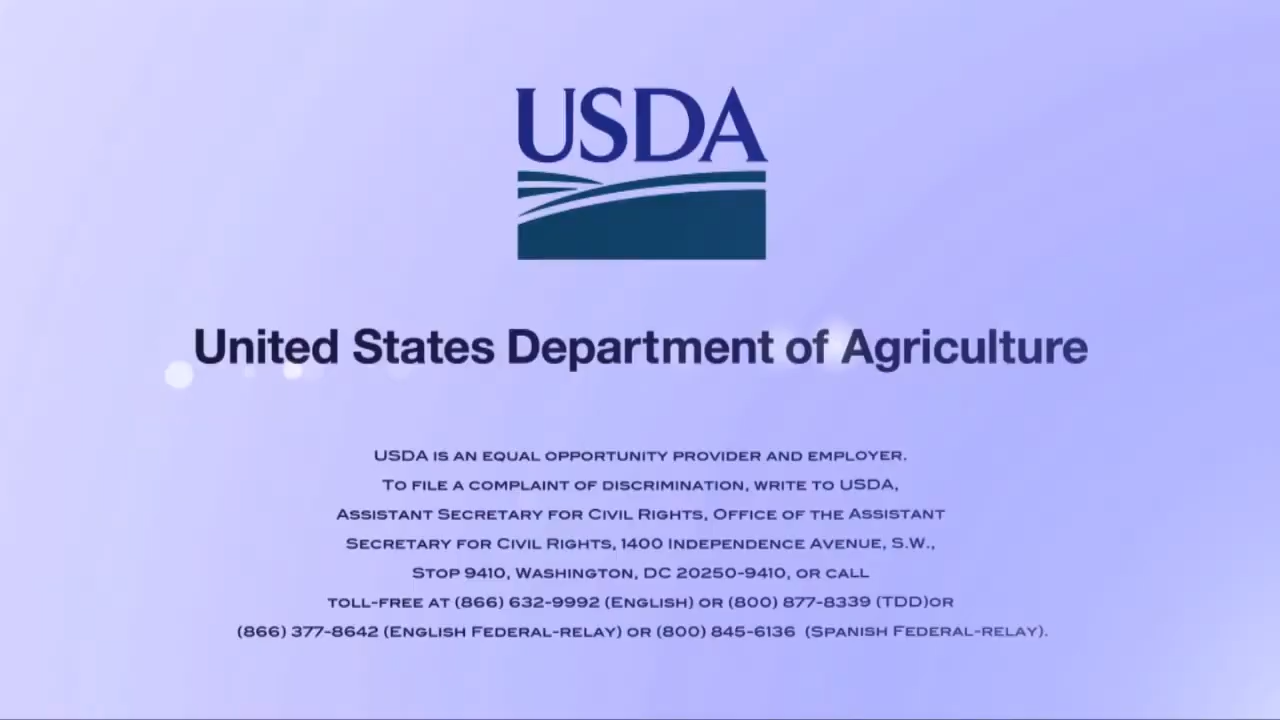 USDA
United States Department of Agriculture
USDA IS AN EQUAL OPPORTUNITY PROVIDER AND EMPLOYER.
TO FILE A COMPLAINT OF DISCRIMINATION, WRITE TO USDA,
ASSISTANT SECRETARY FOR CIVIL RIGHTS, OFFICE OF THE ASSISTANT
SECRETARY FOR CIVIL RIGHTS, 1400 INDEPENDENCE AVENUE, S.W.,
STOP 9410, WASHINGTON, DC 20250-9410, OR CALL
TOLL-FREE AT (866) 632-9992 (ENGLISH) OR (800) 877-8339 (TDD)OR
(866) 377-8642 (ENGLISH FEDERAL-RELAY) OR (800) 845-6136 (SPANISH FEDERAL-RELAY).